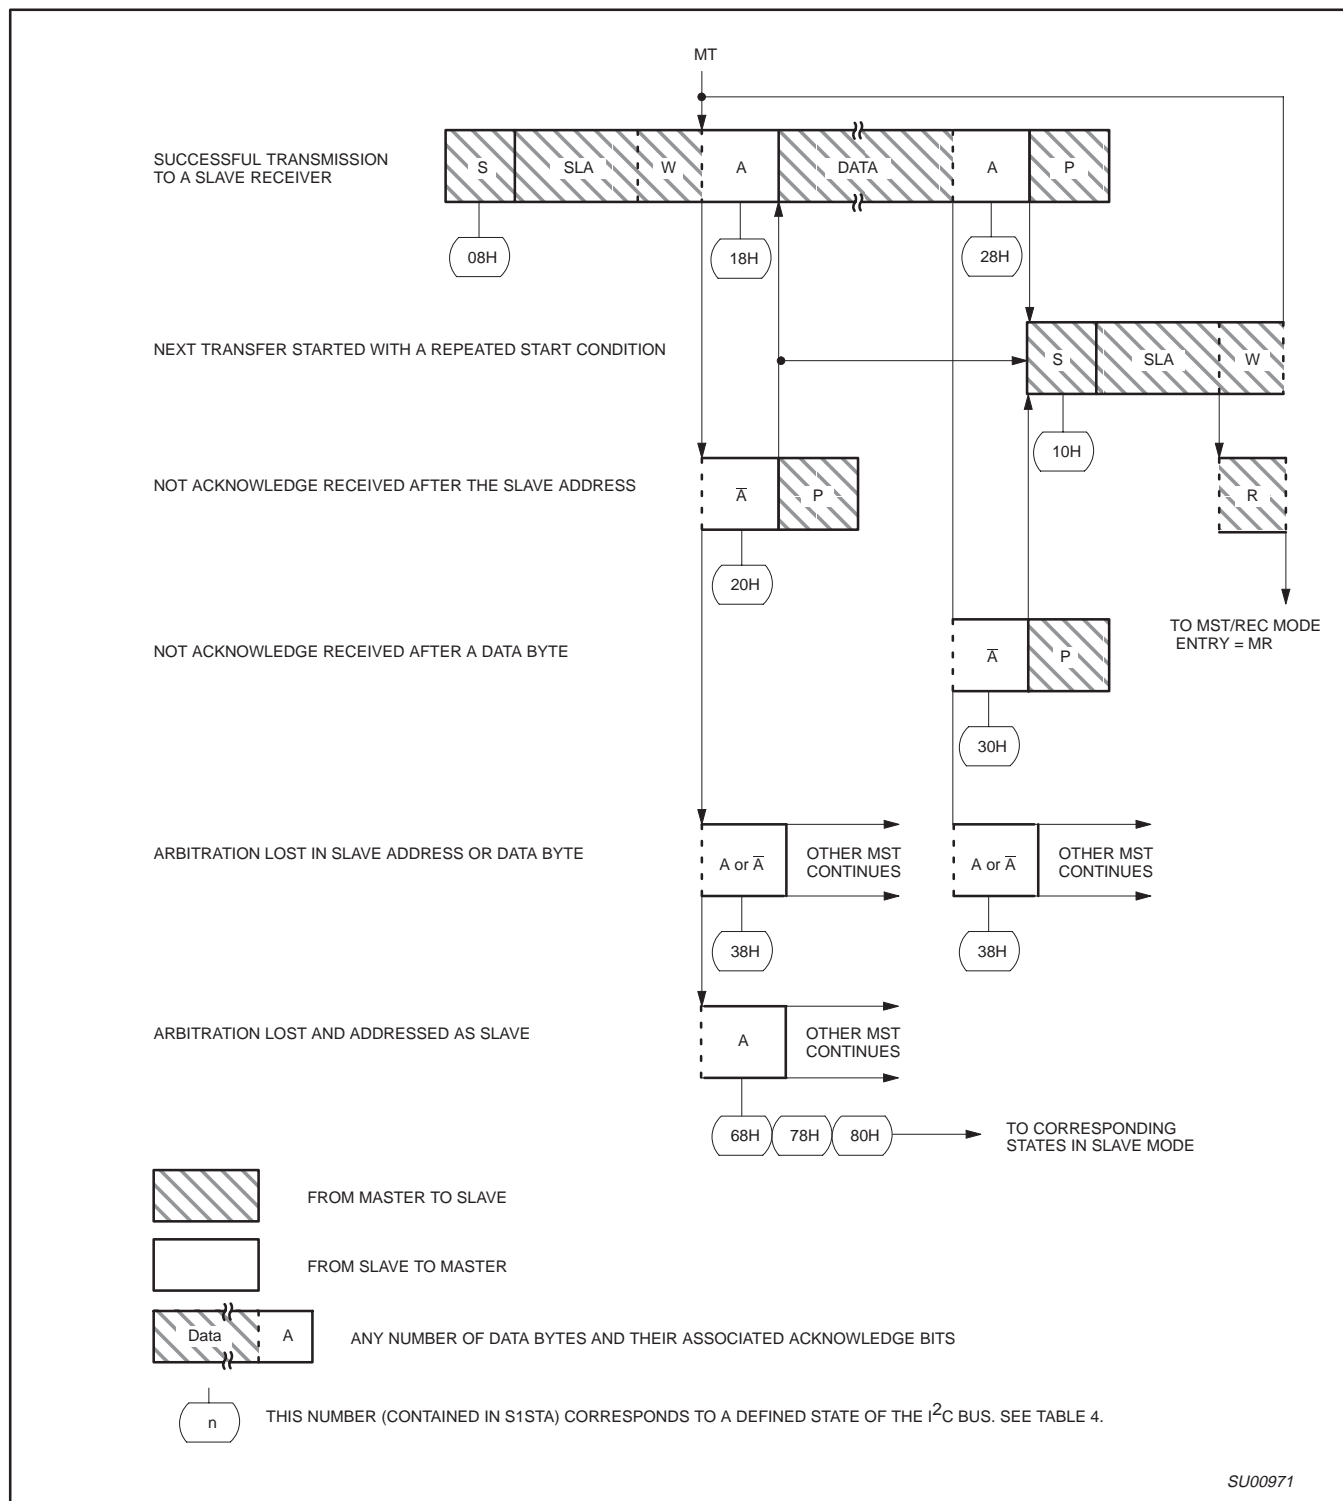 MT
SUCCESSFUL TRANSMISSION
TO A SLAVE RECEIVER
S SLA W A DATA A P
08H 18H 28H
NEXT TRANSFER STARTED WITH A REPEATED START CONDITION
S SLA W
10H
NOT ACKNOWLEDGE RECEIVED AFTER THE SLAVE ADDRESS
A̅ P R
20H
TO MST/REC MODE
ENTRY = MR
NOT ACKNOWLEDGE RECEIVED AFTER A DATA BYTE
A̅ P
30H
ARBITRATION LOST IN SLAVE ADDRESS OR DATA BYTE
A or A̅
OTHER MST
CONTINUES
A or A̅
OTHER MST
CONTINUES
38H 38H
ARBITRATION LOST AND ADDRESSED AS SLAVE
A
OTHER MST
CONTINUES
68H 78H 80H
TO CORRESPONDING
STATES IN SLAVE MODE
FROM MASTER TO SLAVE
FROM SLAVE TO MASTER
Data A
ANY NUMBER OF DATA BYTES AND THEIR ASSOCIATED ACKNOWLEDGE BITS
n
THIS NUMBER (CONTAINED IN S1STA) CORRESPONDS TO A DEFINED STATE OF THE I²C BUS. SEE TABLE 4.
SU00971